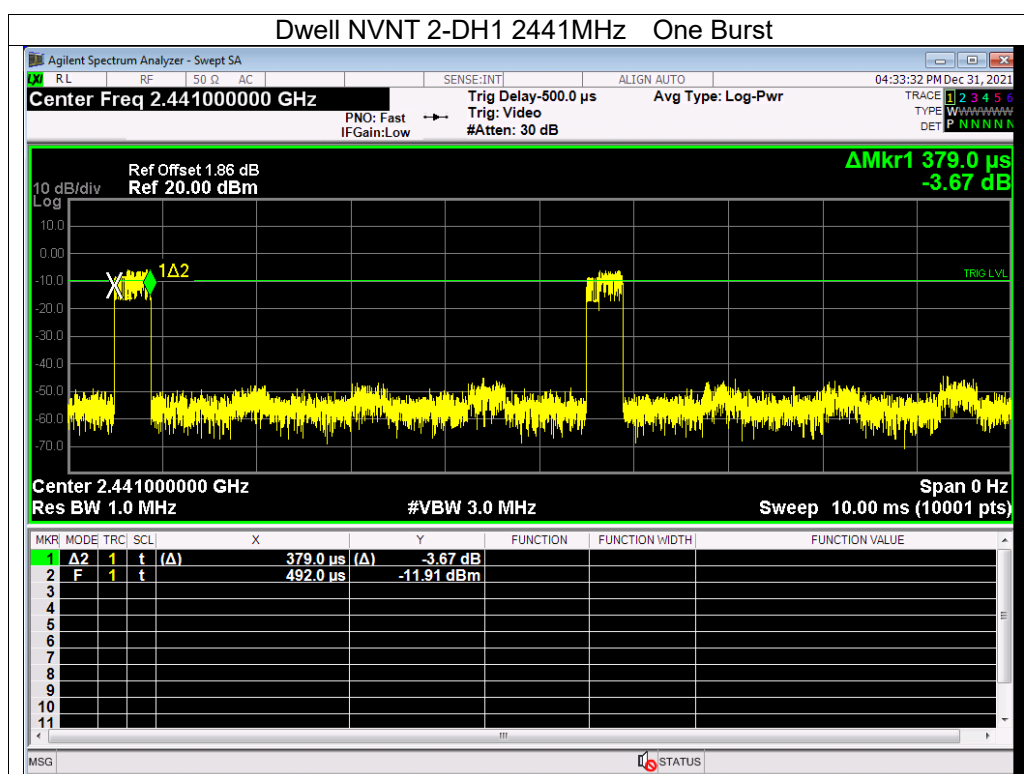 Dwell NVNT 2-DH1 2441MHz One Burst
Agilent Spectrum Analyzer - Swept SA
LXI RL RF 50 Ω AC SENSE:INT ALIGN AUTO 04:33:32 PM Dec 31, 2021
Center Freq 2.441000000 GHz
PNO: Fast
IFGain:Low
Trig Delay-500.0 µs
Trig: Video
#Atten: 30 dB
Avg Type: Log-Pwr
TRACE 1 2 3 4 5 6
TYPE WWWWWW
DET P N N N N N
ΔMkr1 379.0 µs
-3.67 dB
Ref Offset 1.86 dB
10 dB/div Ref 20.00 dBm
Log
10.0
0.00
-10.0
-20.0
-30.0
-40.0
-50.0
-60.0
-70.0
1Δ2
TRIG LVL
Center 2.441000000 GHz Span 0 Hz
Res BW 1.0 MHz #VBW 3.0 MHz Sweep 10.00 ms (10001 pts)
MKR MODE TRC SCL X Y FUNCTION FUNCTION WIDTH FUNCTION VALUE
1 Δ2 1 t (Δ) 379.0 µs (Δ) -3.67 dB
2 F 1 t 492.0 µs -11.91 dBm
3
4
5
6
7
8
9
10
11
MSG STATUS